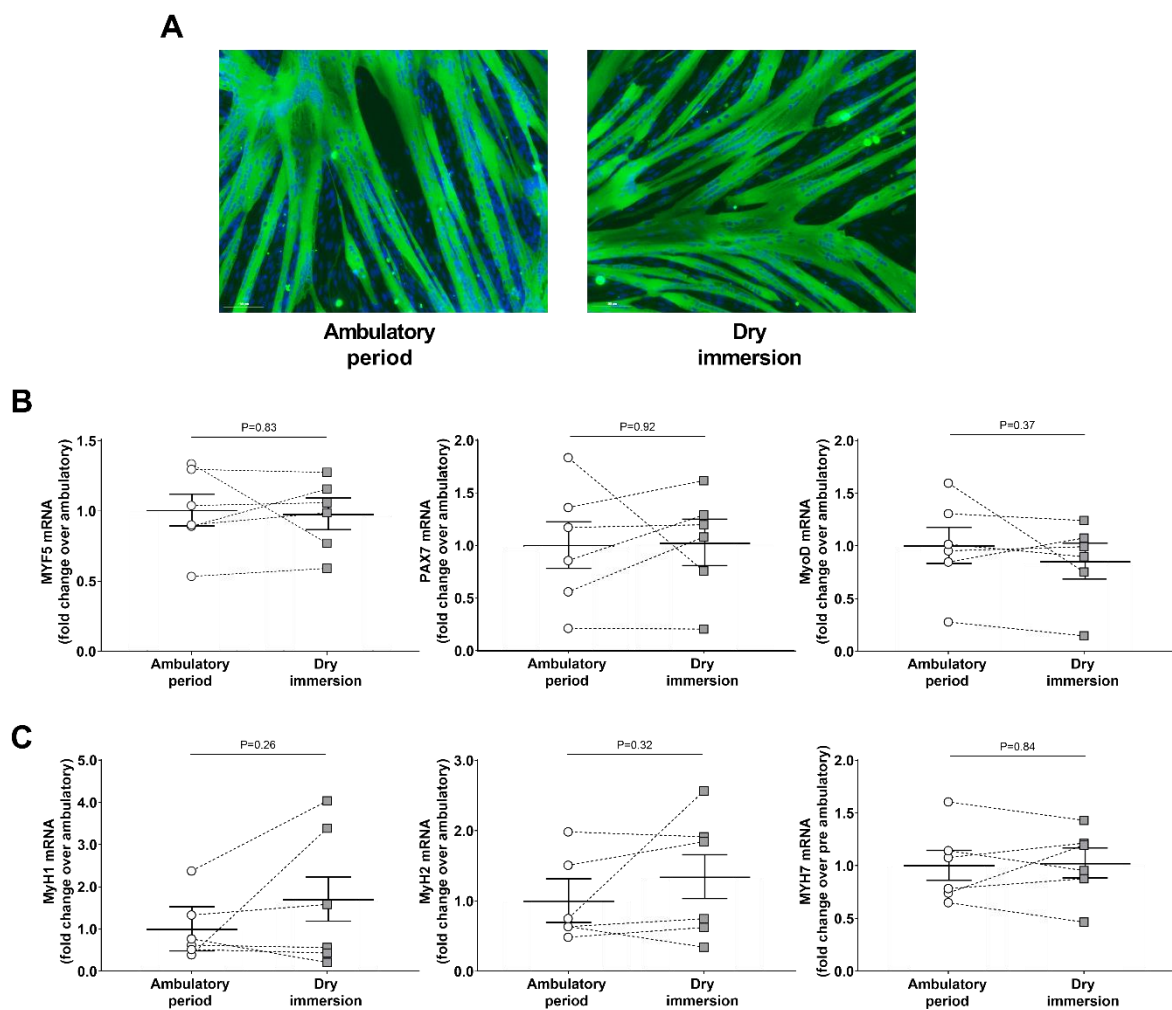 A
Ambulatory
period
Dry
immersion
B
MYF5 mRNA
(fold change over ambulatory)
P=0.83
1.5
1.0
0.5
0.0
Ambulatory
period
Dry
immersion
PAX7 mRNA
(fold change over ambulatory)
P=0.92
2.0
1.5
1.0
0.5
0.0
Ambulatory
period
Dry
immersion
MyoD mRNA
(fold change over ambulatory)
P=0.37
2.0
1.5
1.0
0.5
0.0
Ambulatory
period
Dry
immersion
C
MyH1 mRNA
(fold change over ambulatory)
P=0.26
5.0
4.0
3.0
2.0
1.0
0.0
Ambulatory
period
Dry
immersion
MyH2 mRNA
(fold change over ambulatory)
P=0.32
3.0
2.0
1.0
0.0
Ambulatory
period
Dry
immersion
MYH7 mRNA
(fold change over pre ambulatory)
P=0.84
2.0
1.5
1.0
0.5
0.0
Ambulatory
period
Dry
immersion